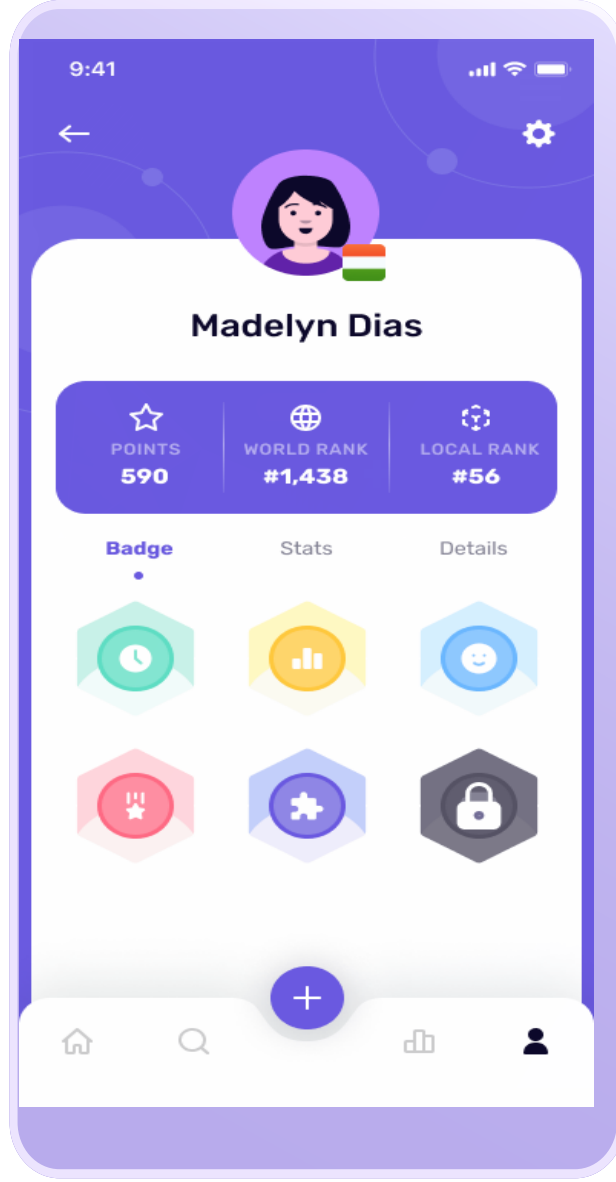 9:41
Madelyn Dias
POINTS WORLD RANK LOCAL RANK
590 #1,438 #56
Badge Stats Details